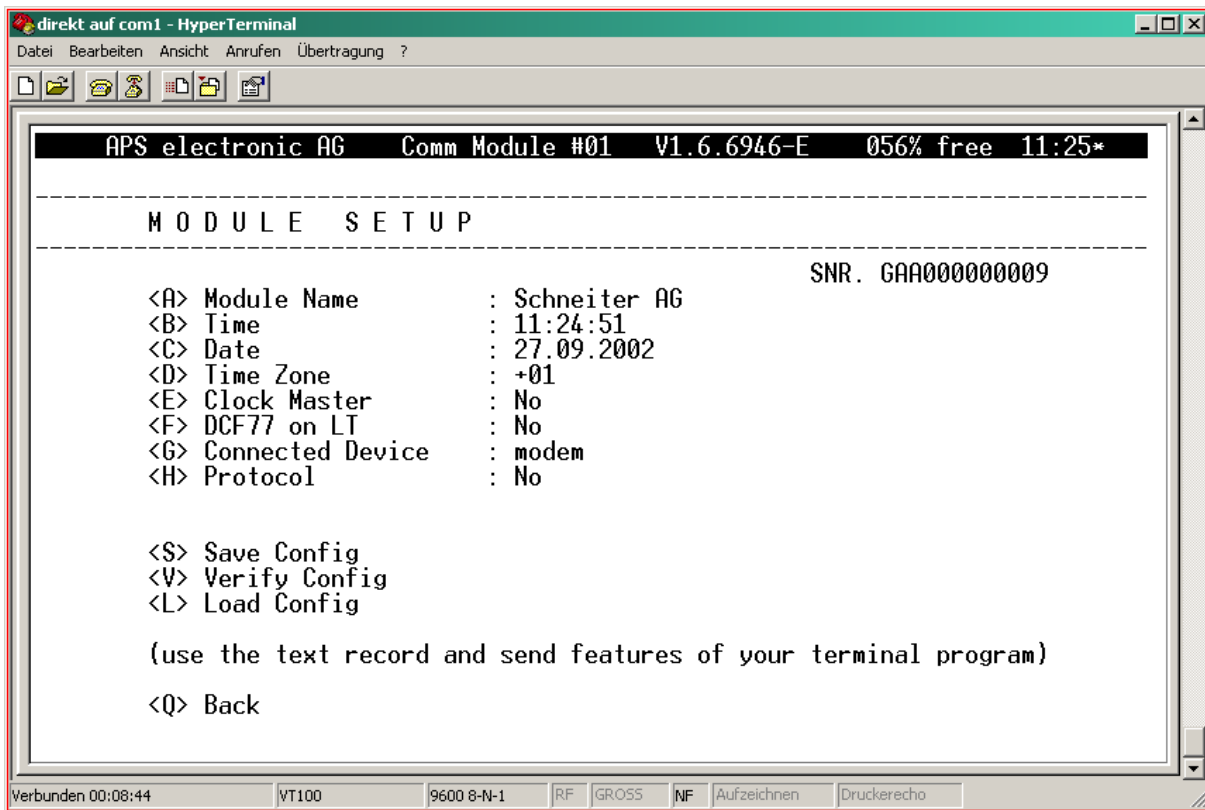 direkt auf com1 - HyperTerminal
Datei Bearbeiten Ansicht Anrufen Übertragung ?
APS electronic AG Comm Module #01 V1.6.6946-E 056% free 11:25*
--------------------------------------------------------------------------------
M O D U L E S E T U P
--------------------------------------------------------------------------------
SNR. GAA000000009
<A> Module Name : Schneiter AG
<B> Time : 11:24:51
<C> Date : 27.09.2002
<D> Time Zone : +01
<E> Clock Master : No
<F> DCF77 on LT : No
<G> Connected Device : modem
<H> Protocol : No
<S> Save Config
<V> Verify Config
<L> Load Config
(use the text record and send features of your terminal program)
<Q> Back
Verbunden 00:08:44 VT100 9600 8-N-1 RF GROSS NF Aufzeichnen Druckerecho